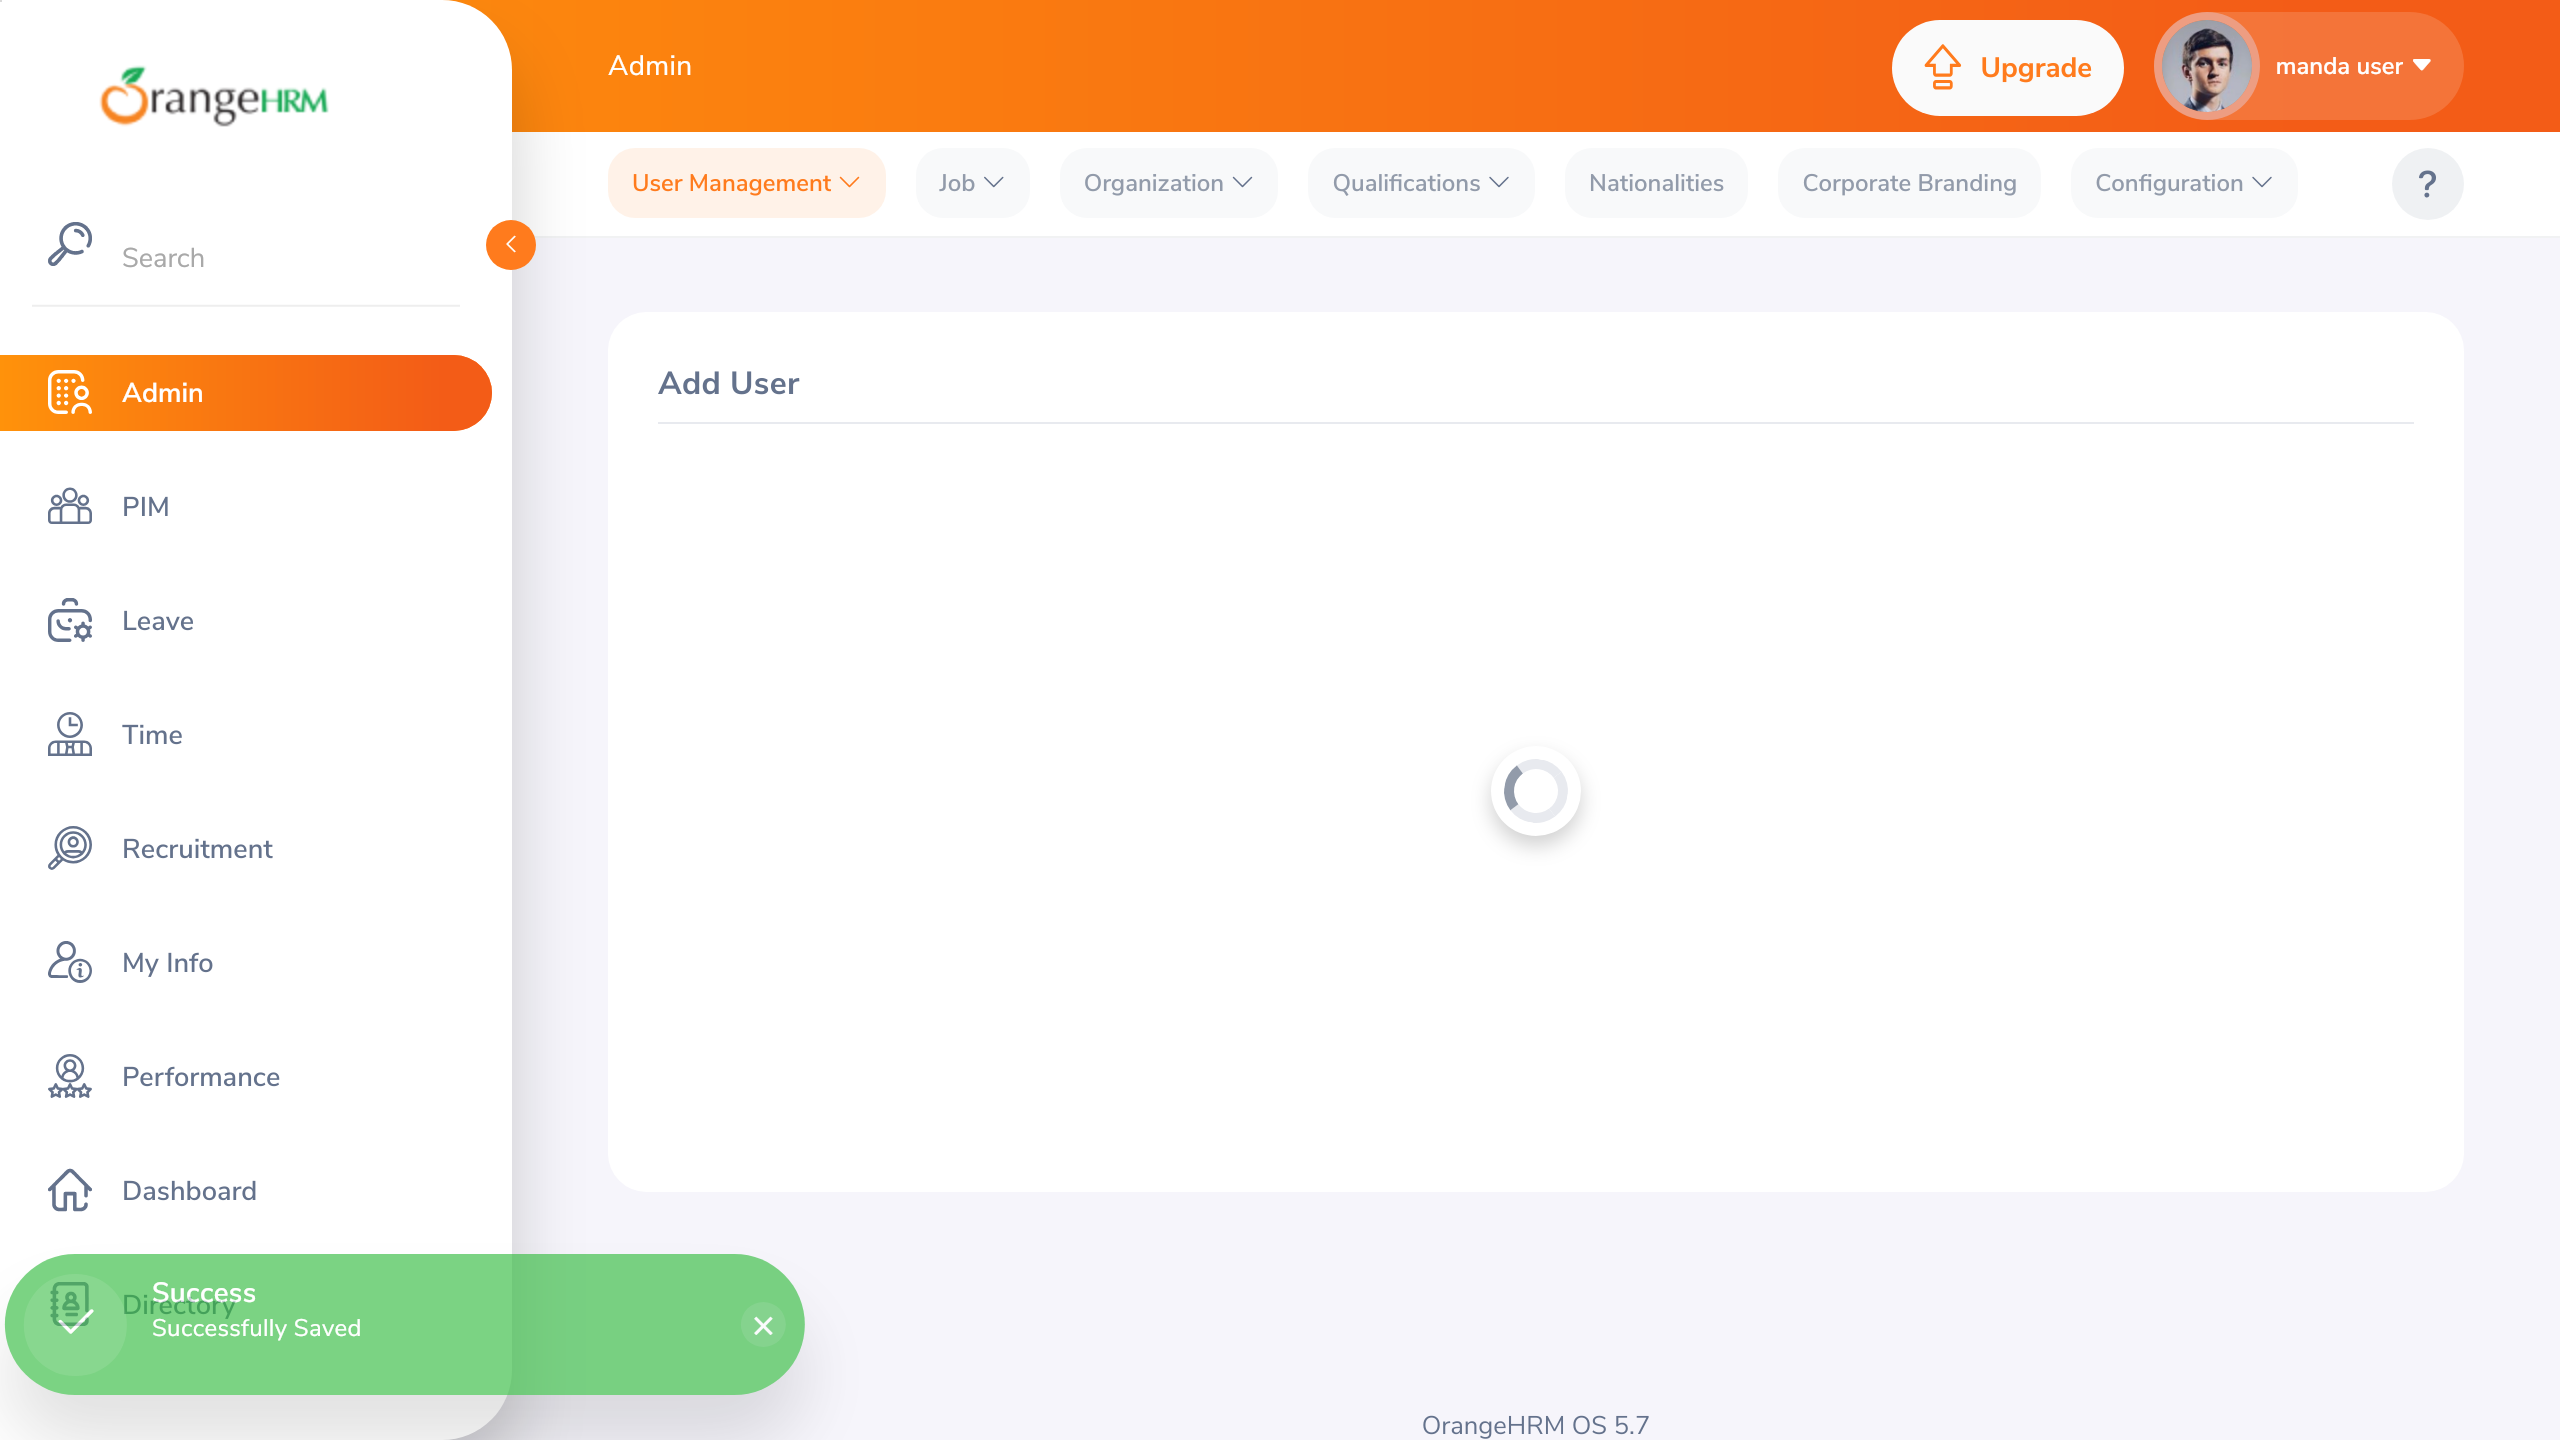 OrangeHRM
Admin
Upgrade
manda user
User Management
Job
Organization
Qualifications
Nationalities
Corporate Branding
Configuration
?
Search
Admin
PIM
Leave
Time
Recruitment
My Info
Performance
Dashboard
Directory
Add User
Success
Successfully Saved
OrangeHRM OS 5.7